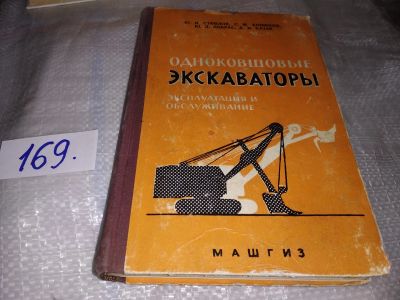 ОДНОКОВШОВЫЕ
ЭКСКАВАТОРЫ
ЭКСПЛУАТАЦИЯ И
ОБСЛУЖИВАНИЕ
169.
МАШГИЗ